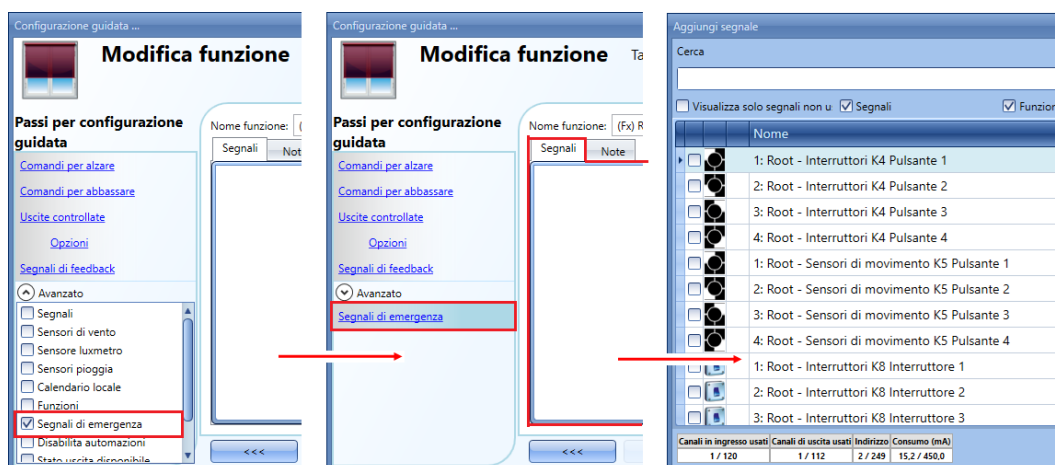 Configurazione guidata ...
Modifica funzione
Passi per configurazione
guidata
Comandi per alzare
Comandi per abbassare
Uscite controllate
Opzioni
Segnali di feedback
Avanzato
Segnali
Sensori di vento
Sensore luxmetro
Sensori pioggia
Calendario locale
Funzioni
Segnali di emergenza
Disabilita automazioni
Stato uscita disponibile
Nome funzione: (
Segnali Not
<<<
Configurazione guidata ...
Modifica funzione Ta
Passi per configurazione
guidata
Comandi per alzare
Comandi per abbassare
Uscite controllate
Opzioni
Segnali di feedback
Avanzato
Segnali di emergenza
Nome funzione: (Fx) R
Segnali Note
<<<
Aggiungi segnale
Cerca
Visualizza solo segnali non u Segnali Funzion
Nome
1: Root - Interruttori K4 Pulsante 1
2: Root - Interruttori K4 Pulsante 2
3: Root - Interruttori K4 Pulsante 3
4: Root - Interruttori K4 Pulsante 4
1: Root - Sensori di movimento K5 Pulsante 1
2: Root - Sensori di movimento K5 Pulsante 2
3: Root - Sensori di movimento K5 Pulsante 3
4: Root - Sensori di movimento K5 Pulsante 4
1: Root - Interruttori K8 Interruttore 1
2: Root - Interruttori K8 Interruttore 2
3: Root - Interruttori K8 Interruttore 3
Canali in ingresso usati Canali di uscita usati Indirizzo Consumo (mA)
1 / 120 1 / 112 2 / 249 15,2 / 450,0